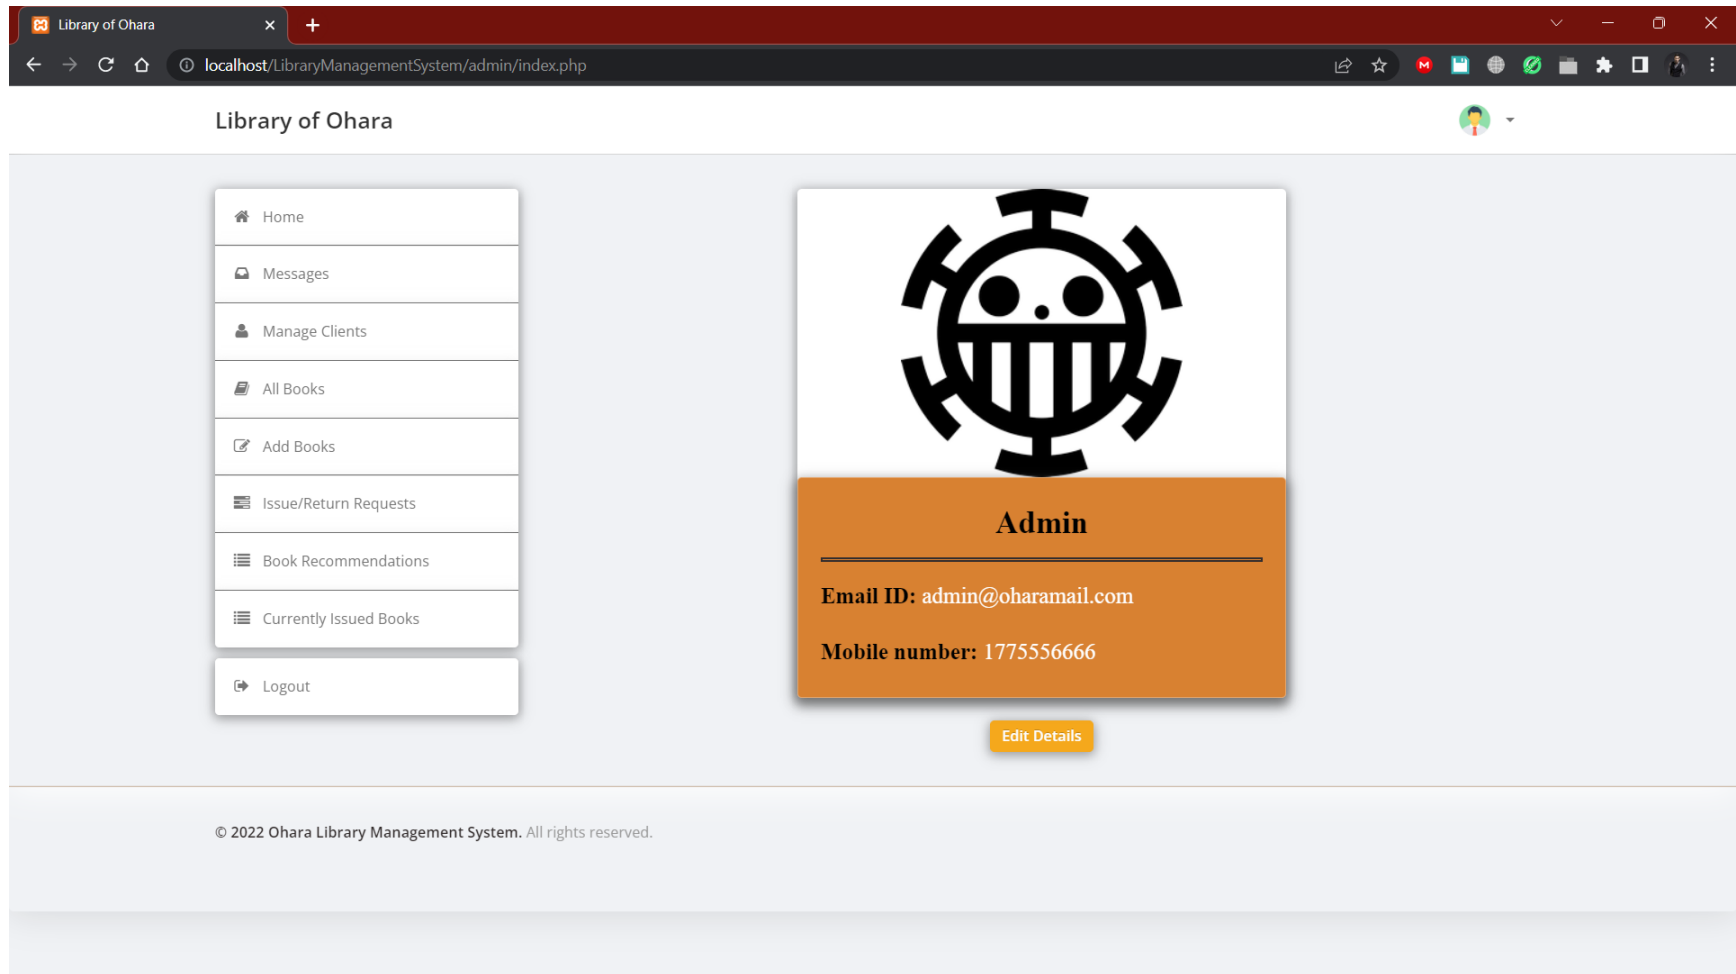 Library of Ohara
localhost/LibraryManagementSystem/admin/index.php
Library of Ohara
Home
Messages
Manage Clients
All Books
Add Books
Issue/Return Requests
Book Recommendations
Currently Issued Books
Logout
Admin
Email ID: admin@oharamail.com
Mobile number: 1775556666
Edit Details
© 2022 Ohara Library Management System. All rights reserved.